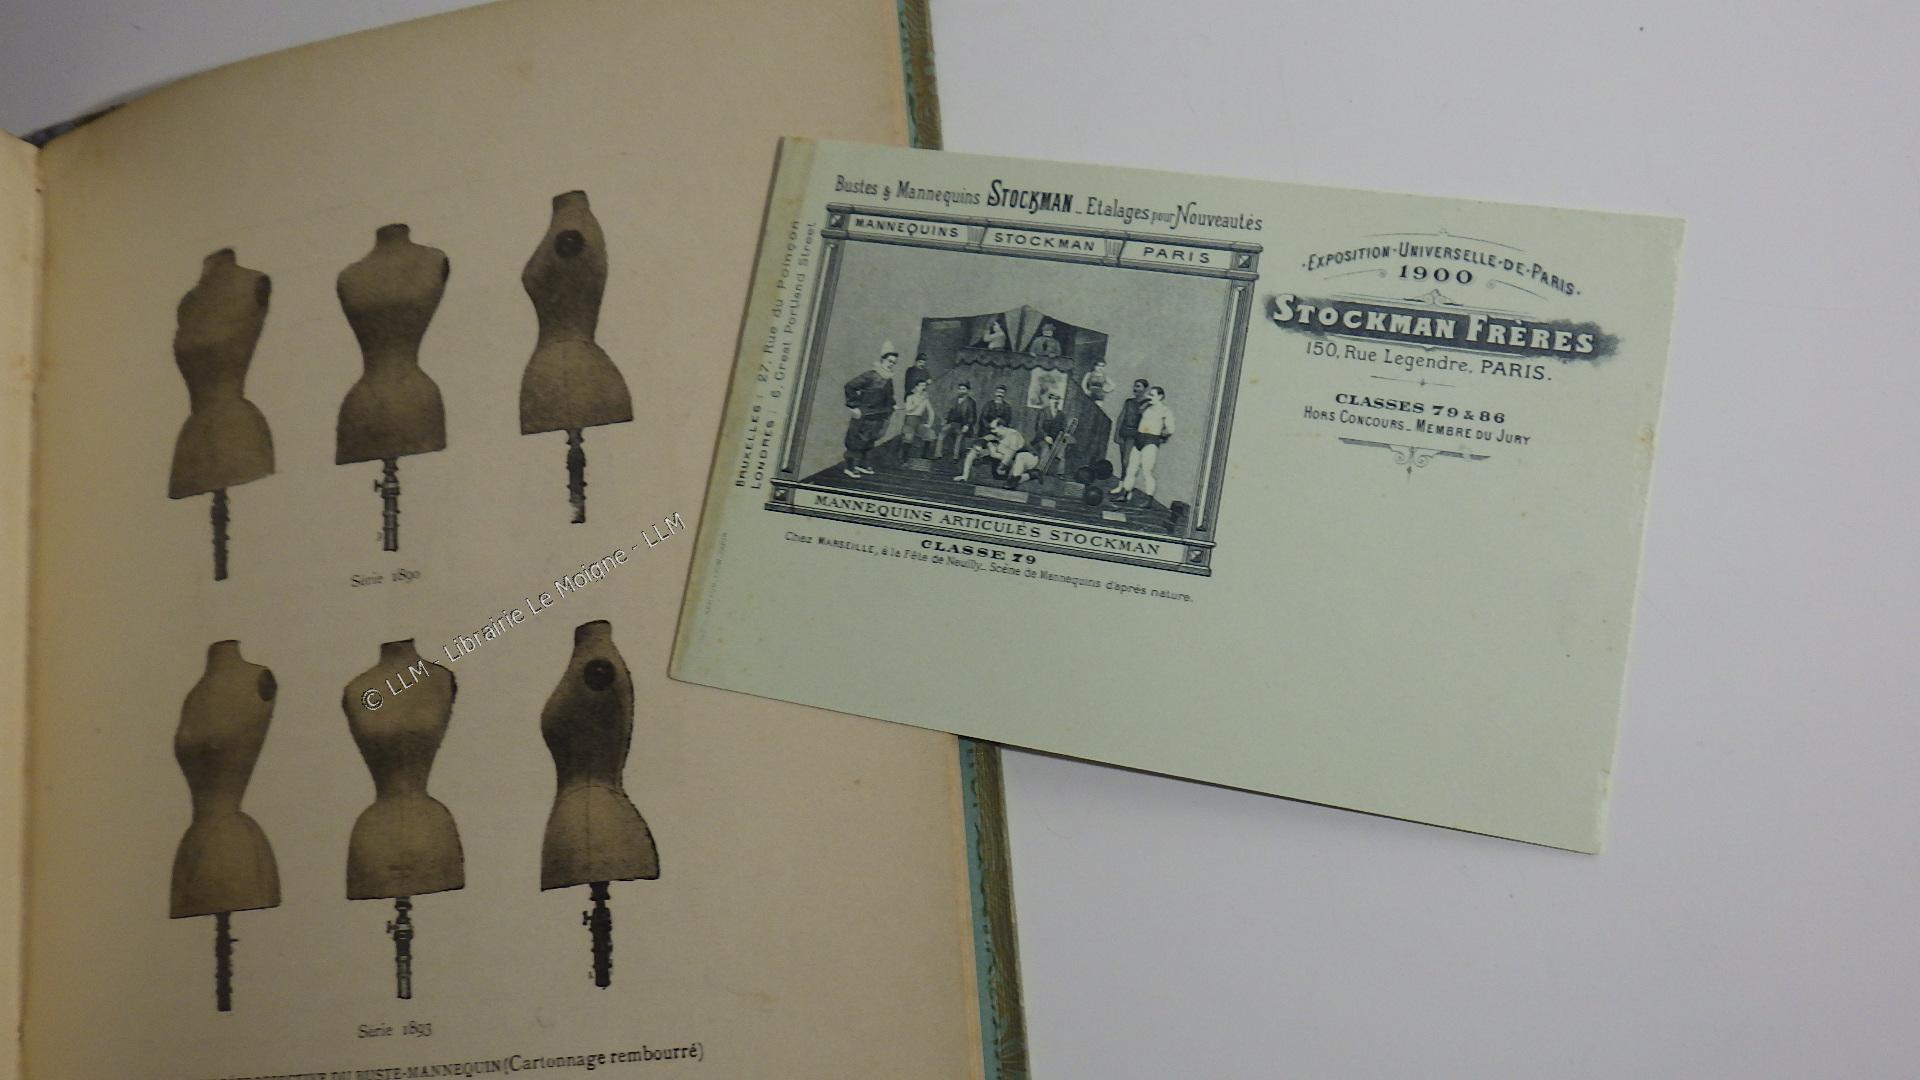 Série 1890
Série 1893
DU BUSTE-MANNEQUIN (Cartonnage rembourré)
© LLM - Librairie Le Moigne - LLM
BRUXELLES : 27, Rue du Poinçon
LONDRES : 6, Great Portland Street
Bustes & Mannequins STOCKMAN _ Etalages pour Nouveautés
MANNEQUINS STOCKMAN PARIS
MANNEQUINS ARTICULÉS STOCKMAN
CLASSE 79
Chez MARSEILLE, à la Fête de Neuilly_ Scène de Mannequins d'après nature.
·EXPOSITION·UNIVERSELLE·DE·PARIS·
1900
STOCKMAN FRÈRES
150, Rue Legendre, PARIS.
CLASSES 79 & 86
HORS CONCOURS_ MEMBRE DU JURY